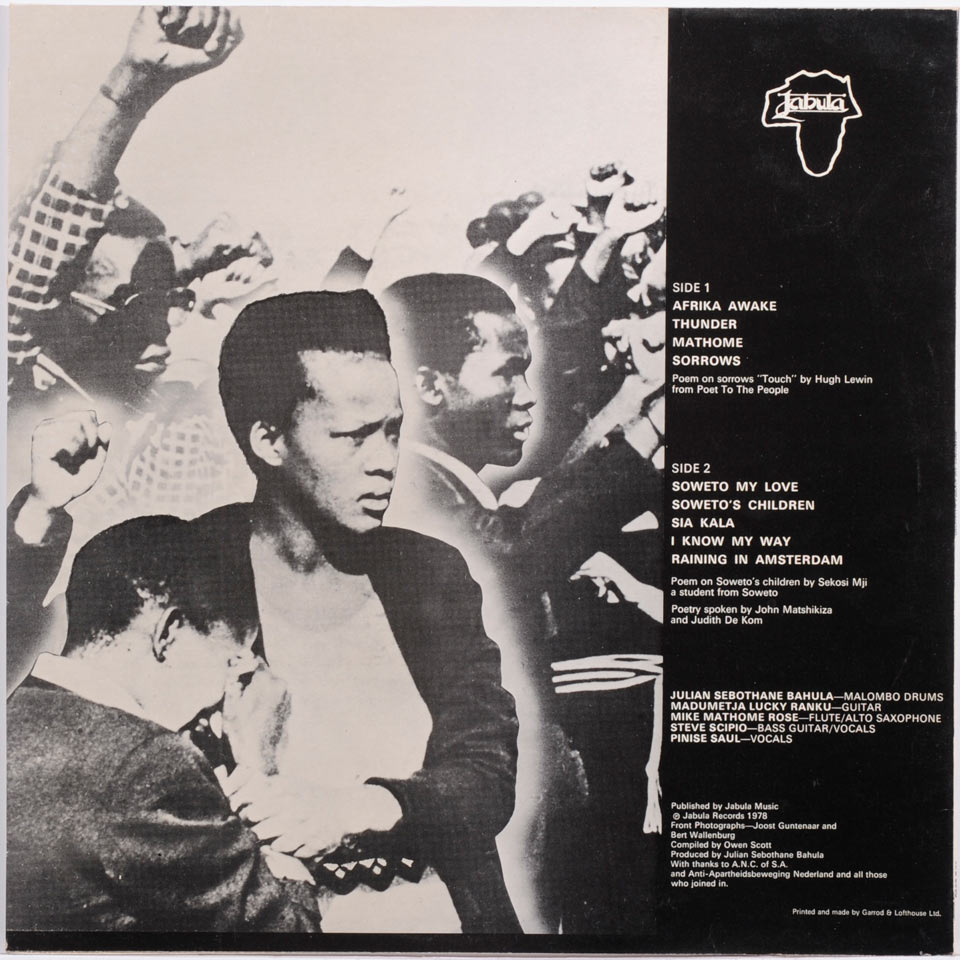 Jabula
SIDE 1
AFRIKA AWAKE
THUNDER
MATHOME
SORROWS
Poem on sorrows "Touch" by Hugh Lewin
from Poet To The People
SIDE 2
SOWETO MY LOVE
SOWETO'S CHILDREN
SIA KALA
I KNOW MY WAY
RAINING IN AMSTERDAM
Poem on Soweto's children by Sekosi Mji
a student from Soweto
Poetry spoken by John Matshikiza
and Judith De Kom
JULIAN SEBOTHANE BAHULA—MALOMBO DRUMS
MADUMETJA LUCKY RANKU—GUITAR
MIKE MATHOME ROSE—FLUTE/ALTO SAXOPHONE
STEVE SCIPIO—BASS GUITAR/VOCALS
PINISE SAUL—VOCALS
Published by Jabula Music
℗ Jabula Records 1978
Front Photographs—Joost Guntenaar and
Bert Wallenburg
Compiled by Owen Scott
Produced by Julian Sebothane Bahula
With thanks to A.N.C. of S.A.
and Anti-Apartheidsbeweging Nederland and all those
who joined in.
Printed and made by Garrod & Lofthouse Ltd.